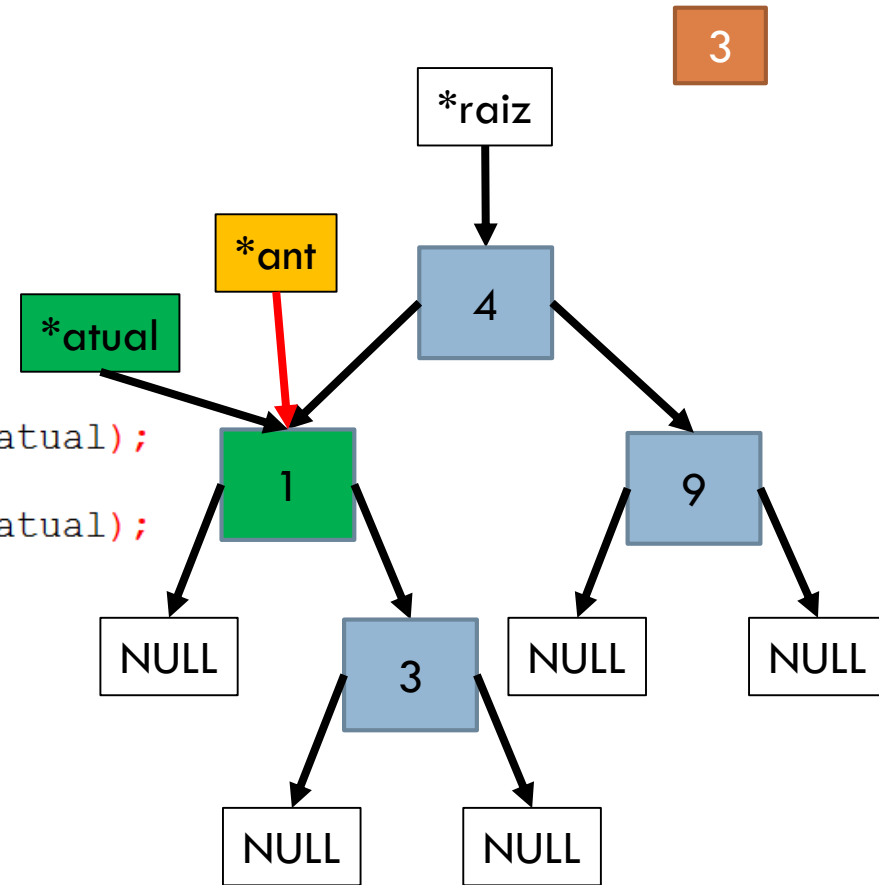 3
*raiz
*ant
4
*atual
atual);
1
9
atual);
NULL
3
NULL
NULL
NULL
NULL